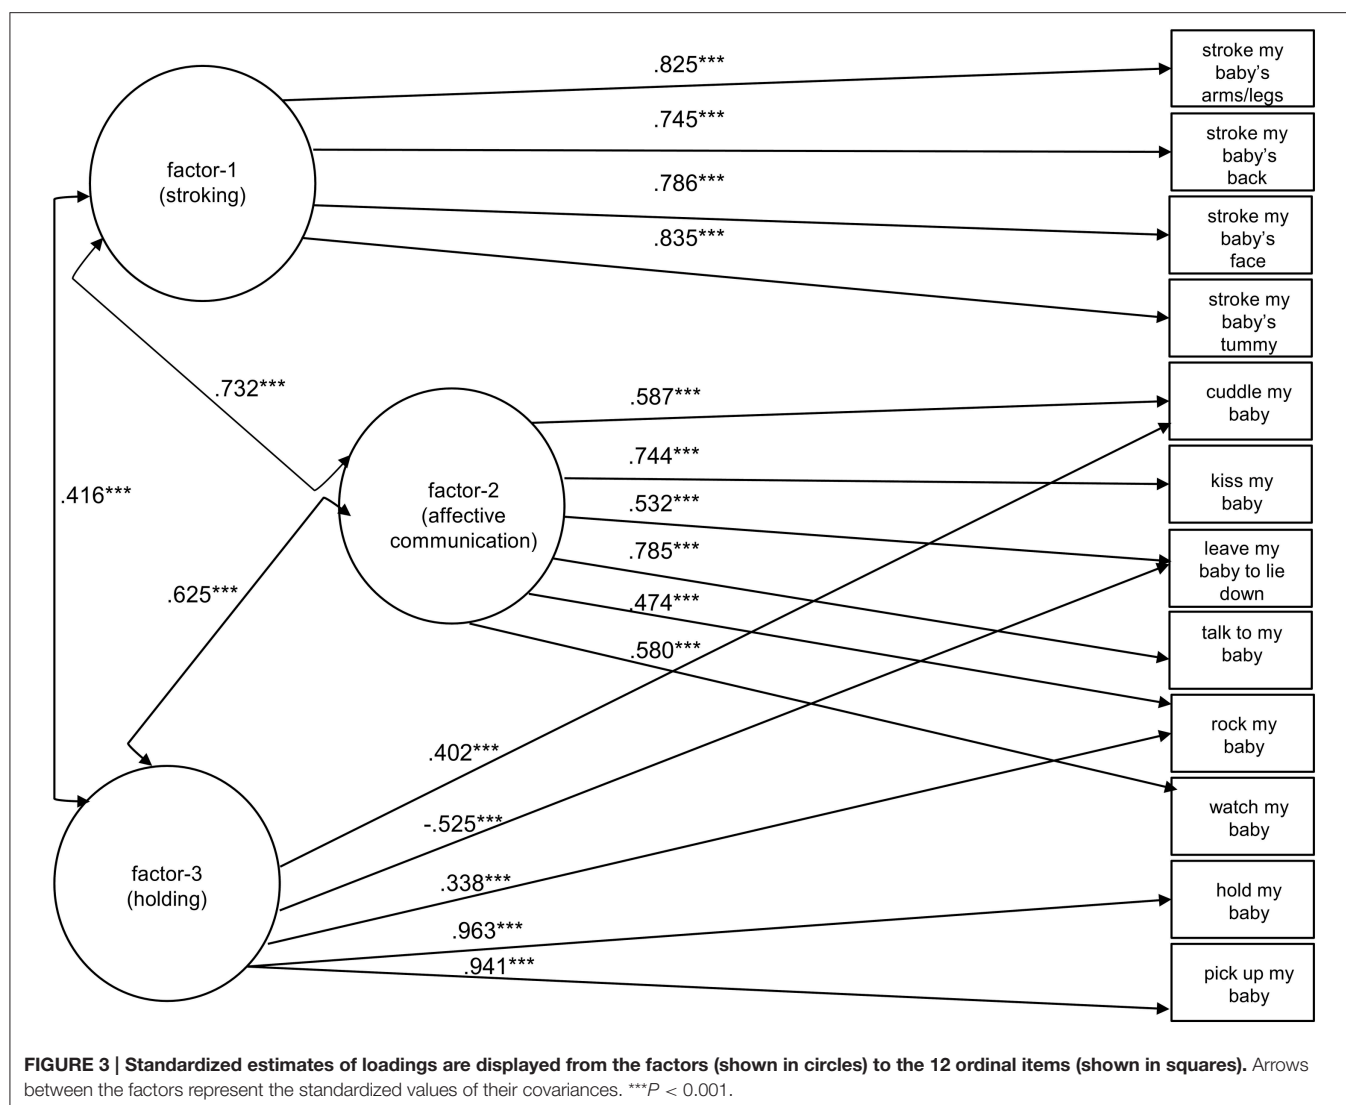 .825***
stroke my
baby's
arms/legs
.745***
stroke my
baby's
back
factor-1
(stroking)
.786***
stroke my
baby's
face
.835***
stroke my
baby's
tummy
.732***
.587***
cuddle my
baby
.744***
kiss my
baby
.416***
factor-2
(affective
communication)
.532***
.785***
leave my
baby to lie
down
.625***
.474***
talk to my
baby
.580***
rock my
baby
.402***
-.525***
watch my
baby
factor-3
(holding)
.338***
hold my
baby
.963***
.941***
pick up my
baby
FIGURE 3 | Standardized estimates of loadings are displayed from the factors (shown in circles) to the 12 ordinal items (shown in squares). Arrows
between the factors represent the standardized values of their covariances. ***P < 0.001.